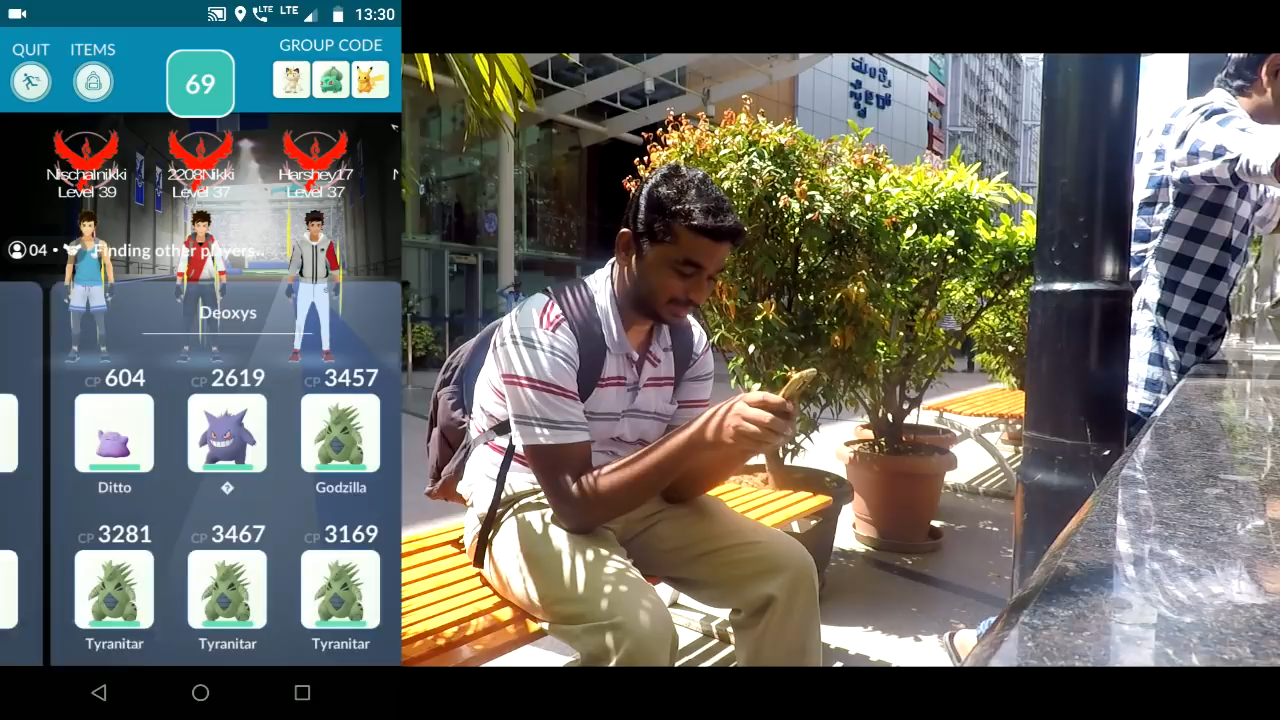 LTE LTE 13:30
QUIT ITEMS GROUP CODE
69
Nischalnikki 2208Nikki Harshey17 N
Level 39 Level 37 Level 37
04 • Finding other players..
Deoxys
CP 604 CP 2619 CP 3457
Ditto Godzilla
CP 3281 CP 3467 CP 3169
Tyranitar Tyranitar Tyranitar
ಮಂತ್ರಿ
ಸ್ಕ್ವೇರ್